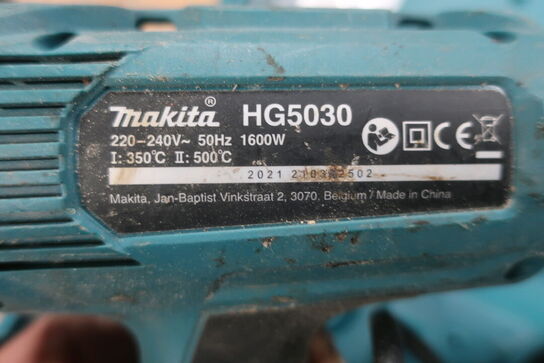 makita® HG5030
220–240V~ 50Hz 1600W
I: 350°C II: 500°C
CE
2021
Makita, Jan-Baptist Vinkstraat 2, 3070, Belgium / Made in China